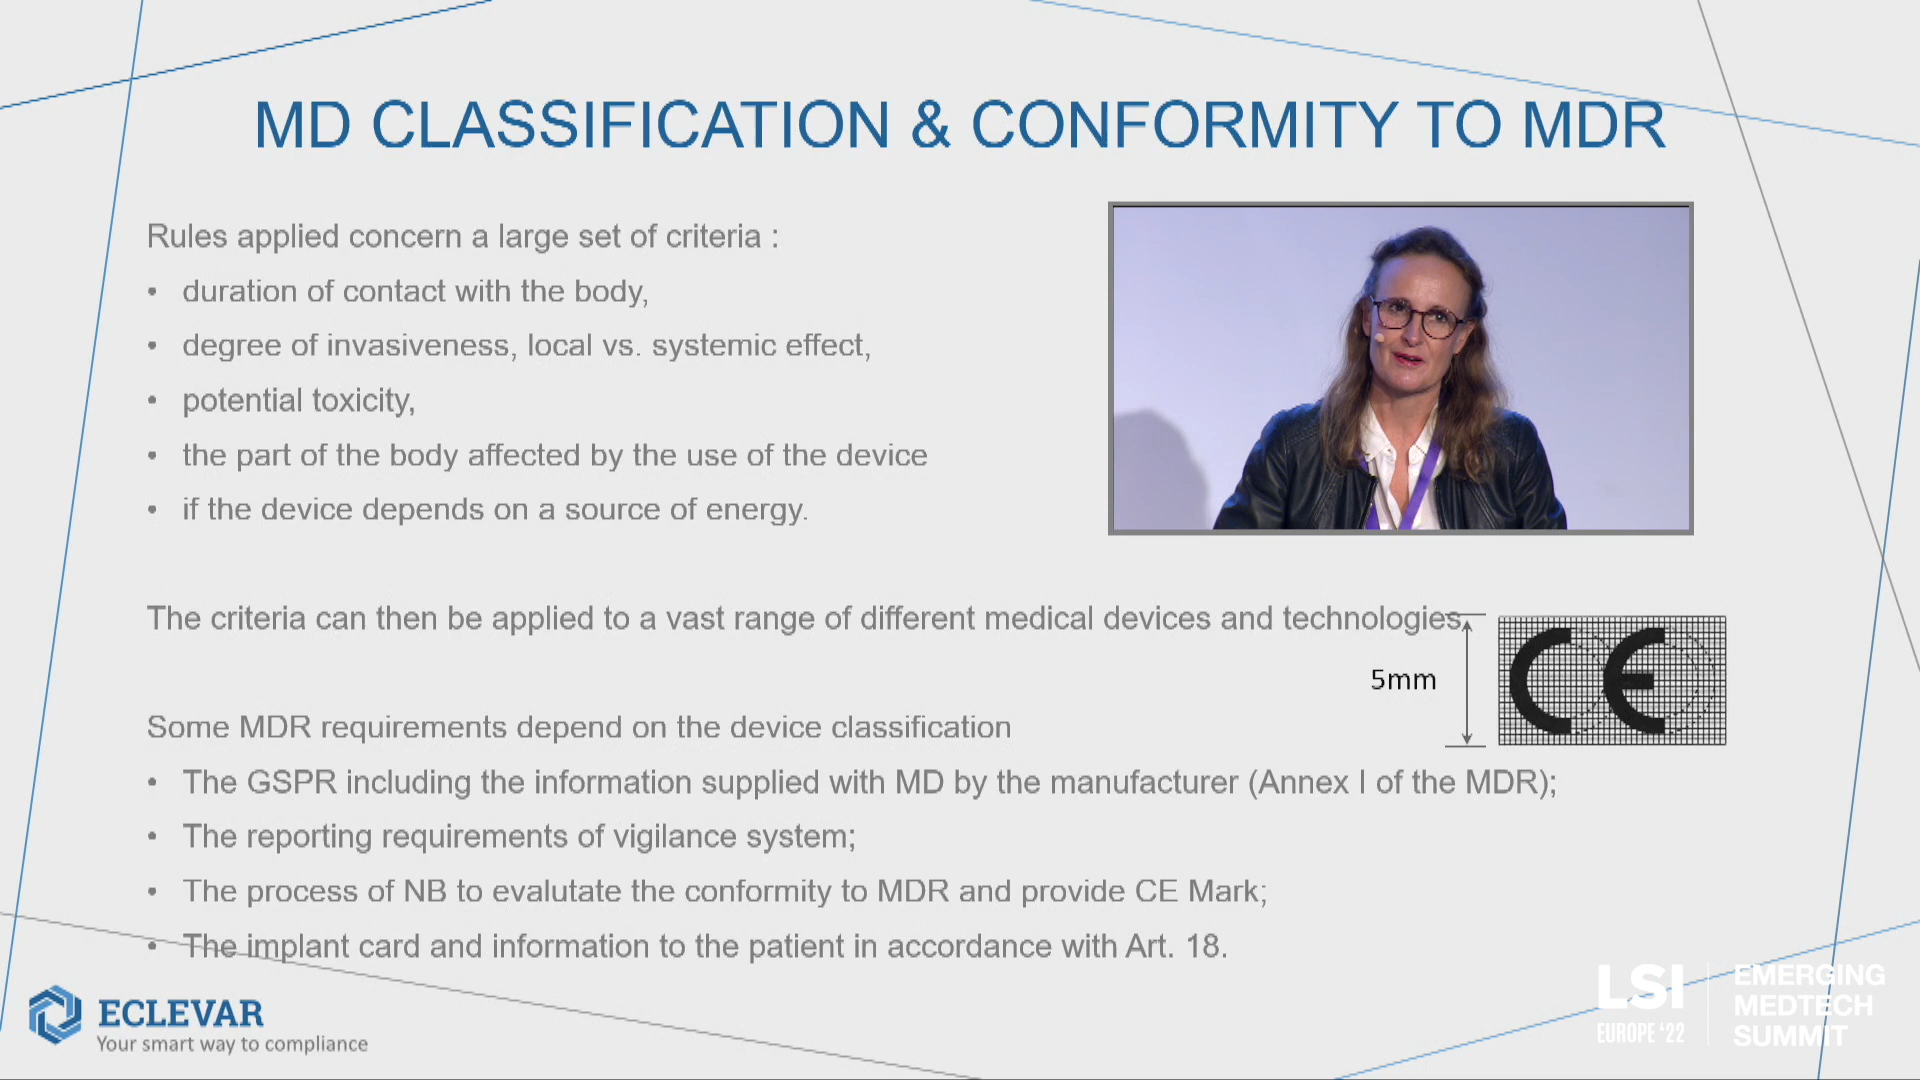 MD CLASSIFICATION & CONFORMITY TO MDR
Rules applied concern a large set of criteria :
• duration of contact with the body,
• degree of invasiveness, local vs. systemic effect,
• potential toxicity,
• the part of the body affected by the use of the device
• if the device depends on a source of energy.
The criteria can then be applied to a vast range of different medical devices and technologies.
5mm
CE
Some MDR requirements depend on the device classification
• The GSPR including the information supplied with MD by the manufacturer (Annex I of the MDR);
• The reporting requirements of vigilance system;
• The process of NB to evalutate the conformity to MDR and provide CE Mark;
• The implant card and information to the patient in accordance with Art. 18.
ECLEVAR
Your smart way to compliance
LSI
EUROPE '22
EMERGING
MEDTECH
SUMMIT